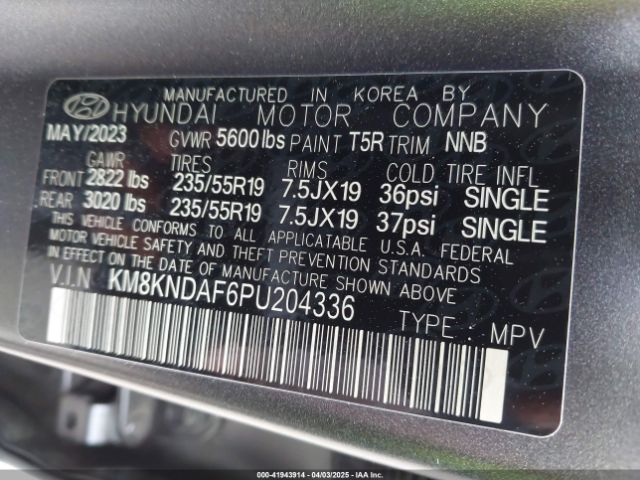 MANUFACTURED IN KOREA BY
HYUNDAI MOTOR COMPANY
MAY/2023 GVWR 5600lbs PAINT T5R TRIM NNB
GAWR TIRES RIMS COLD TIRE INFL
FRONT 2822 lbs 235/55R19 7.5JX19 36psi SINGLE
REAR 3020 lbs 235/55R19 7.5JX19 37psi SINGLE
THIS VEHICLE CONFORMS TO ALL APPLICATABLE U.S.A. FEDERAL
MOTOR VEHICLE SAFETY AND THEFT PREVENTION STANDARDS
IN EFFECT ON THE DATE OF MANUFACTURE SHOWN ABOVE
V.I.N KM8KNDAF6PU204336
TYPE : MPV
000-41943914 - 04/03/2025 - IAA Inc.